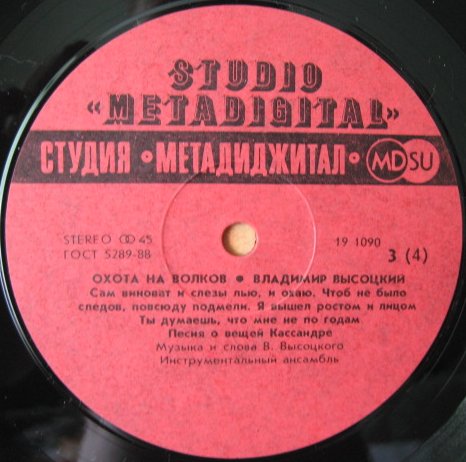 STUDIO
«METADIGITAL»
СТУДИЯ • МЕТАДИДЖИТАЛ •
MD SU
STEREO ꝏ 45
ГОСТ 5289-88
19 1090
3 (4)
ОХОТА НА ВОЛКОВ • ВЛАДИМИР ВЫСОЦКИЙ
Сам виноват и слезы лью, и охаю. Чтоб не было
следов, повсюду подмели. Я вышел ростом и лицом
Ты думаешь, что мне не по годам.
Песня о вещей Кассандре
Музыка и слова В. Высоцкого
Инструментальный ансамбль